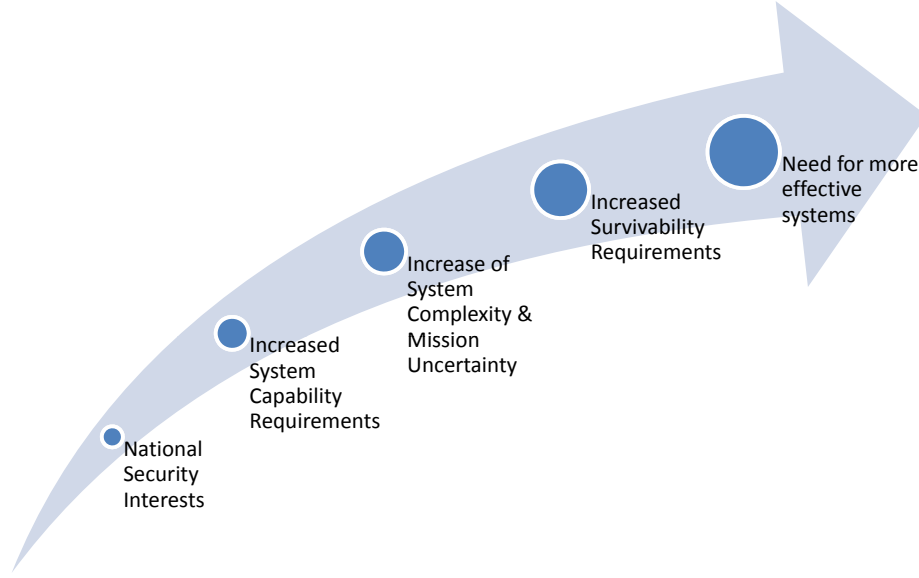 National
Security
Interests
Increased
System
Capability
Requirements
Increase of
System
Complexity &
Mission
Uncertainty
Increased
Survivability
Requirements
Need for more
effective
systems